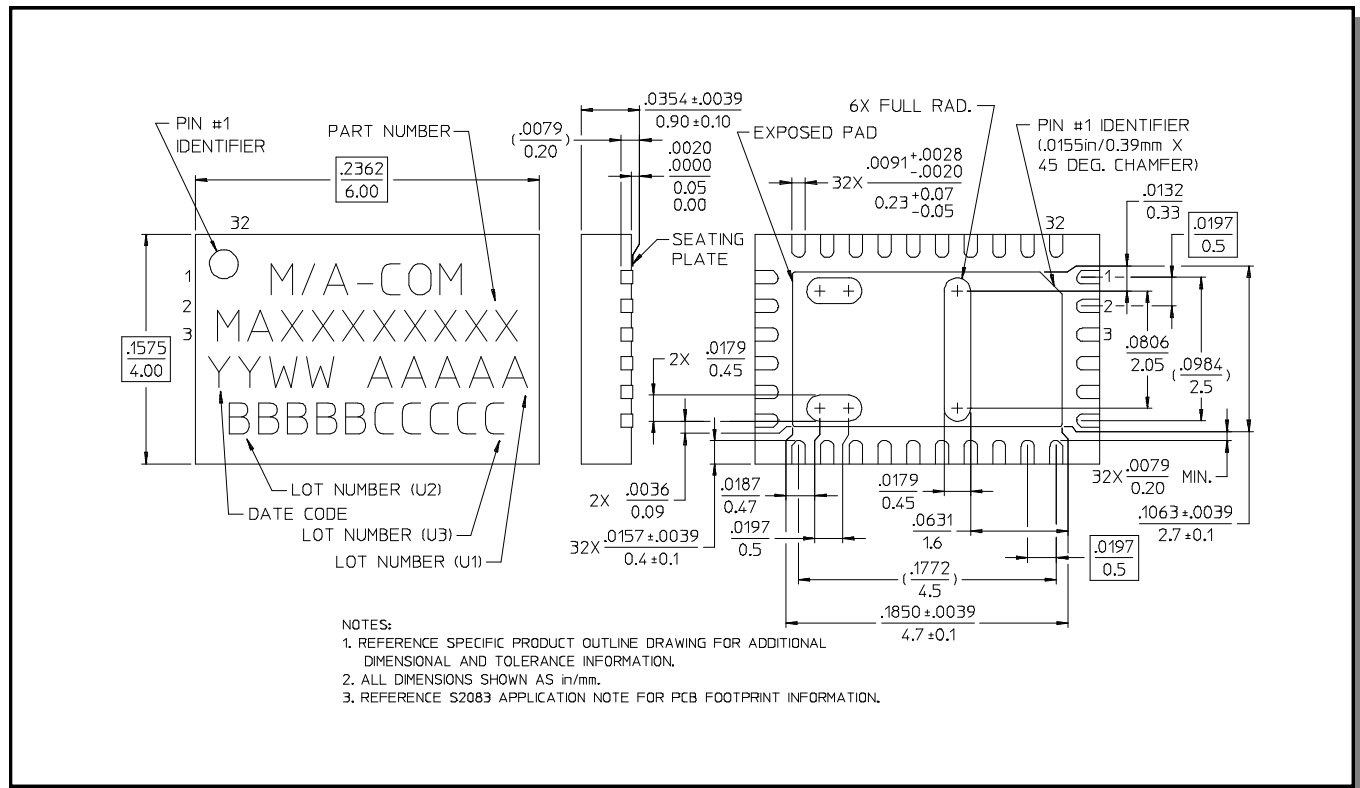 PIN #1
IDENTIFIER
PART NUMBER
.2362
6.00
32
1
2
3
.1575
4.00
M/A-COM
MAXXXXXXXXX
YYWW AAAAA
BBBBBCCCCC
LOT NUMBER (U2)
DATE CODE
LOT NUMBER (U3)
LOT NUMBER (U1)
.0354 ±.0039
0.90 ±0.10
(.0079
0.20)
.0020
.0000
0.05
0.00
SEATING
PLATE
EXPOSED PAD
32X .0091 +.0028
-.0020
0.23 +0.07
-0.05
6X FULL RAD.
PIN #1 IDENTIFIER
(.0155in/0.39mm X
45 DEG. CHAMFER)
32
.0132
0.33
.0197
0.5
1
2
3
.0806
2.05
(.0984
2.5)
2X .0179
0.45
2X .0036
0.09
32X .0157 ±.0039
0.4 ±0.1
.0187
0.47
.0197
0.5
.0179
0.45
.0631
1.6
32X .0079 MIN.
0.20
.1063 ±.0039
2.7 ±0.1
.0197
0.5
(.1772
4.5)
.1850 ±.0039
4.7 ±0.1
NOTES:
1. REFERENCE SPECIFIC PRODUCT OUTLINE DRAWING FOR ADDITIONAL
DIMENSIONAL AND TOLERANCE INFORMATION.
2. ALL DIMENSIONS SHOWN AS in/mm.
3. REFERENCE S2083 APPLICATION NOTE FOR PCB FOOTPRINT INFORMATION.